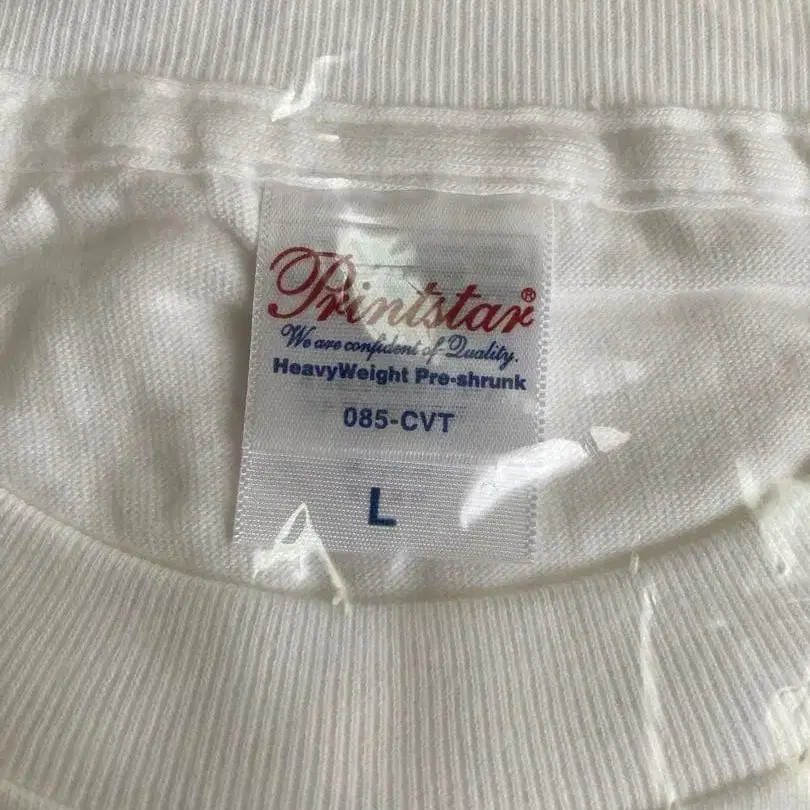 Printstar®
We are confident of Quality.
HeavyWeight Pre-shrunk
085-CVT
L